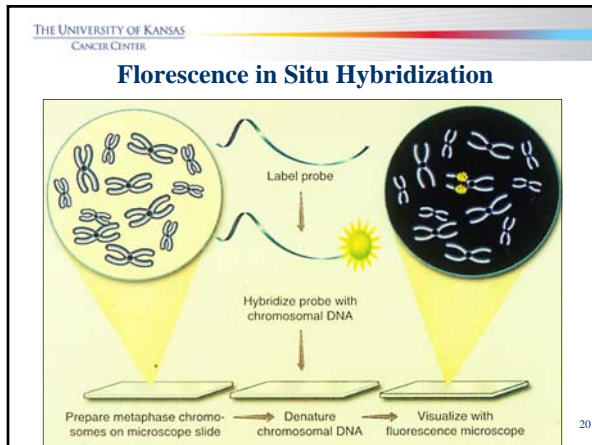 THE UNIVERSITY OF KANSAS
CANCER CENTER
Florescence in Situ Hybridization
Label probe
Hybridize probe with
chromosomal DNA
Prepare metaphase chromo-
somes on microscope slide
Denature
chromosomal DNA
Visualize with
fluorescence microscope
20